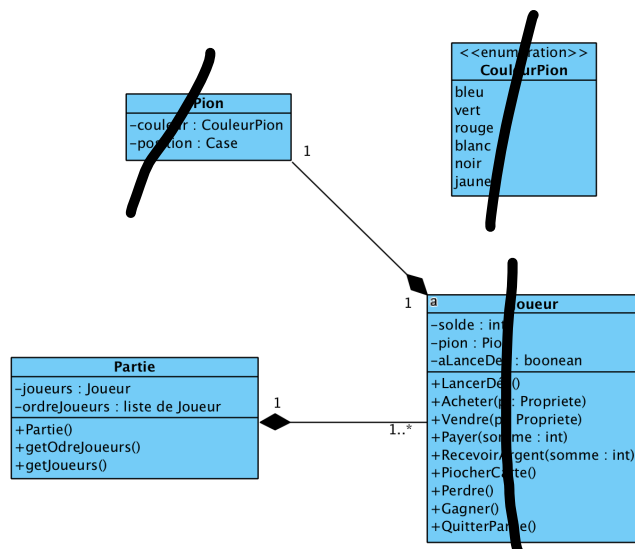 <<enumeration>>
CouleurPion
bleu
vert
rouge
blanc
noir
jaune
Pion
-couleur : CouleurPion
-position : Case
1
1
a
Joueur
-solde : int
-pion : Pion
-aLanceDes : boonean
+LancerDés()
+Acheter(p : Propriete)
+Vendre(p : Propriete)
+Payer(somme : int)
+RecevoirArgent(somme : int)
+PiocherCarte()
+Perdre()
+Gagner()
+QuitterPartie()
Partie
-joueurs : Joueur
-ordreJoueurs : liste de Joueur
+Partie()
+getOdreJoueurs()
+getJoueurs()
1
1..*